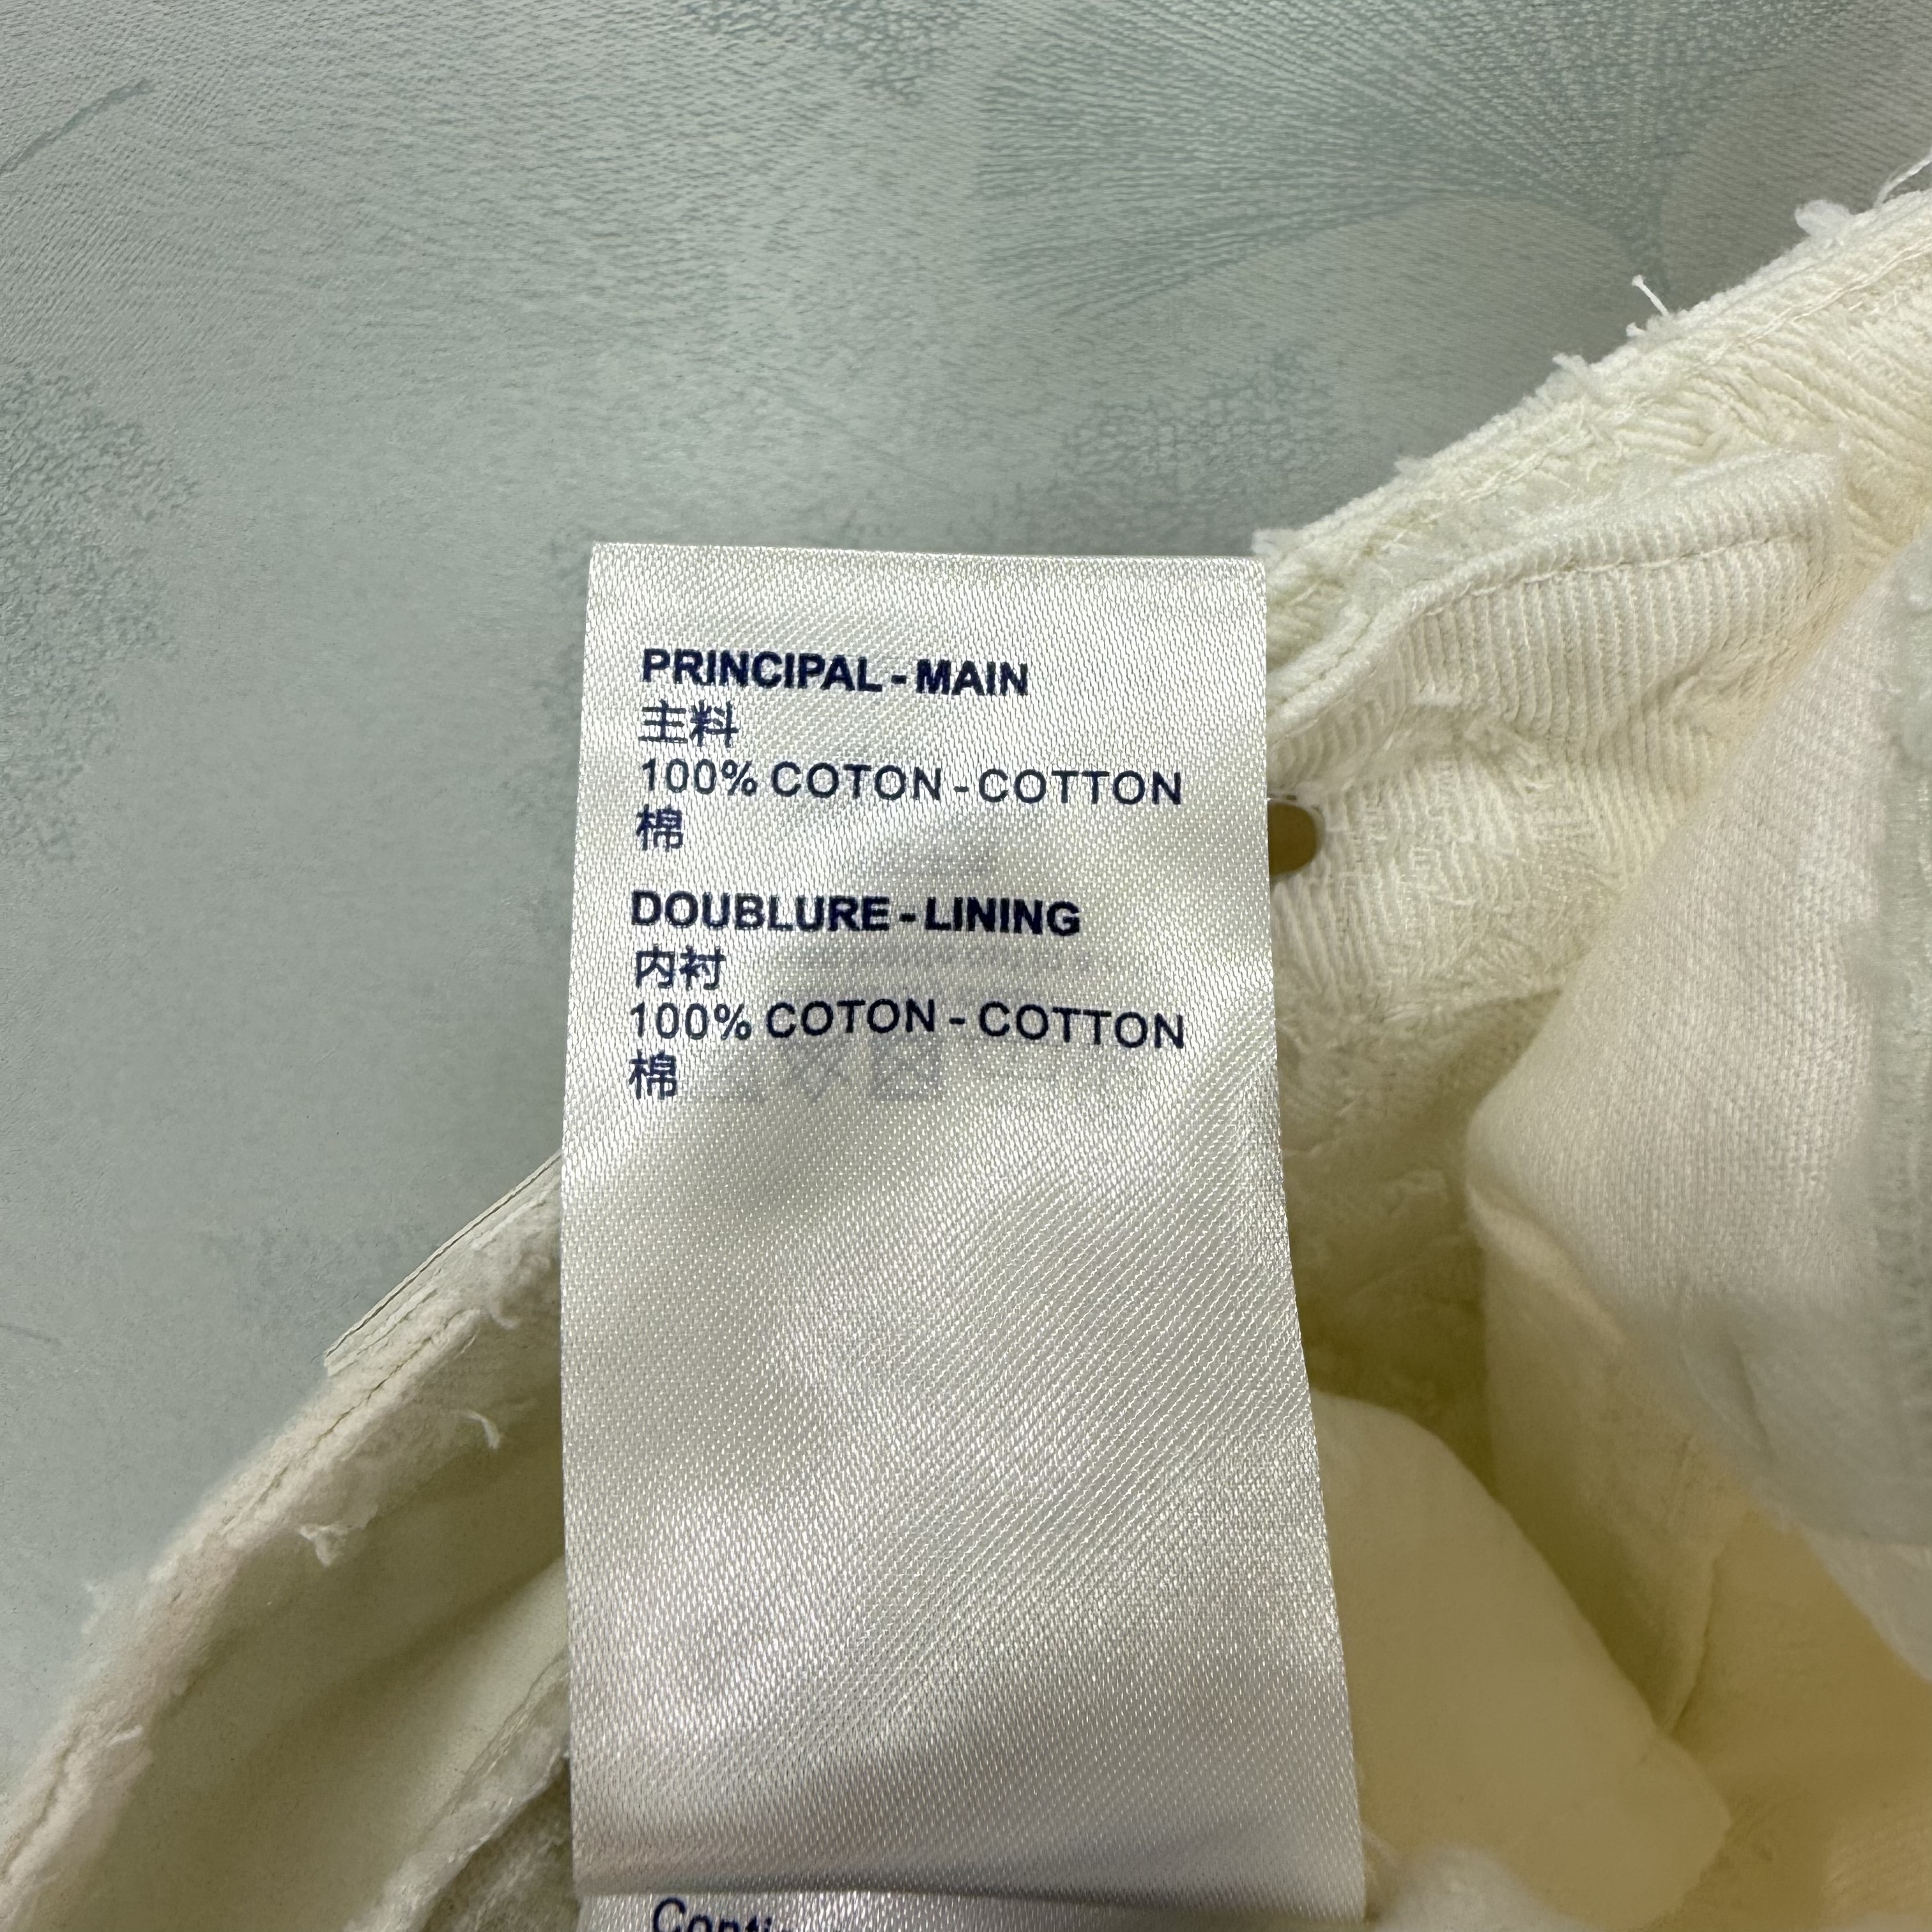 PRINCIPAL - MAIN
主料
100% COTON - COTTON
棉
DOUBLURE - LINING
内衬
100% COTON - COTTON
棉